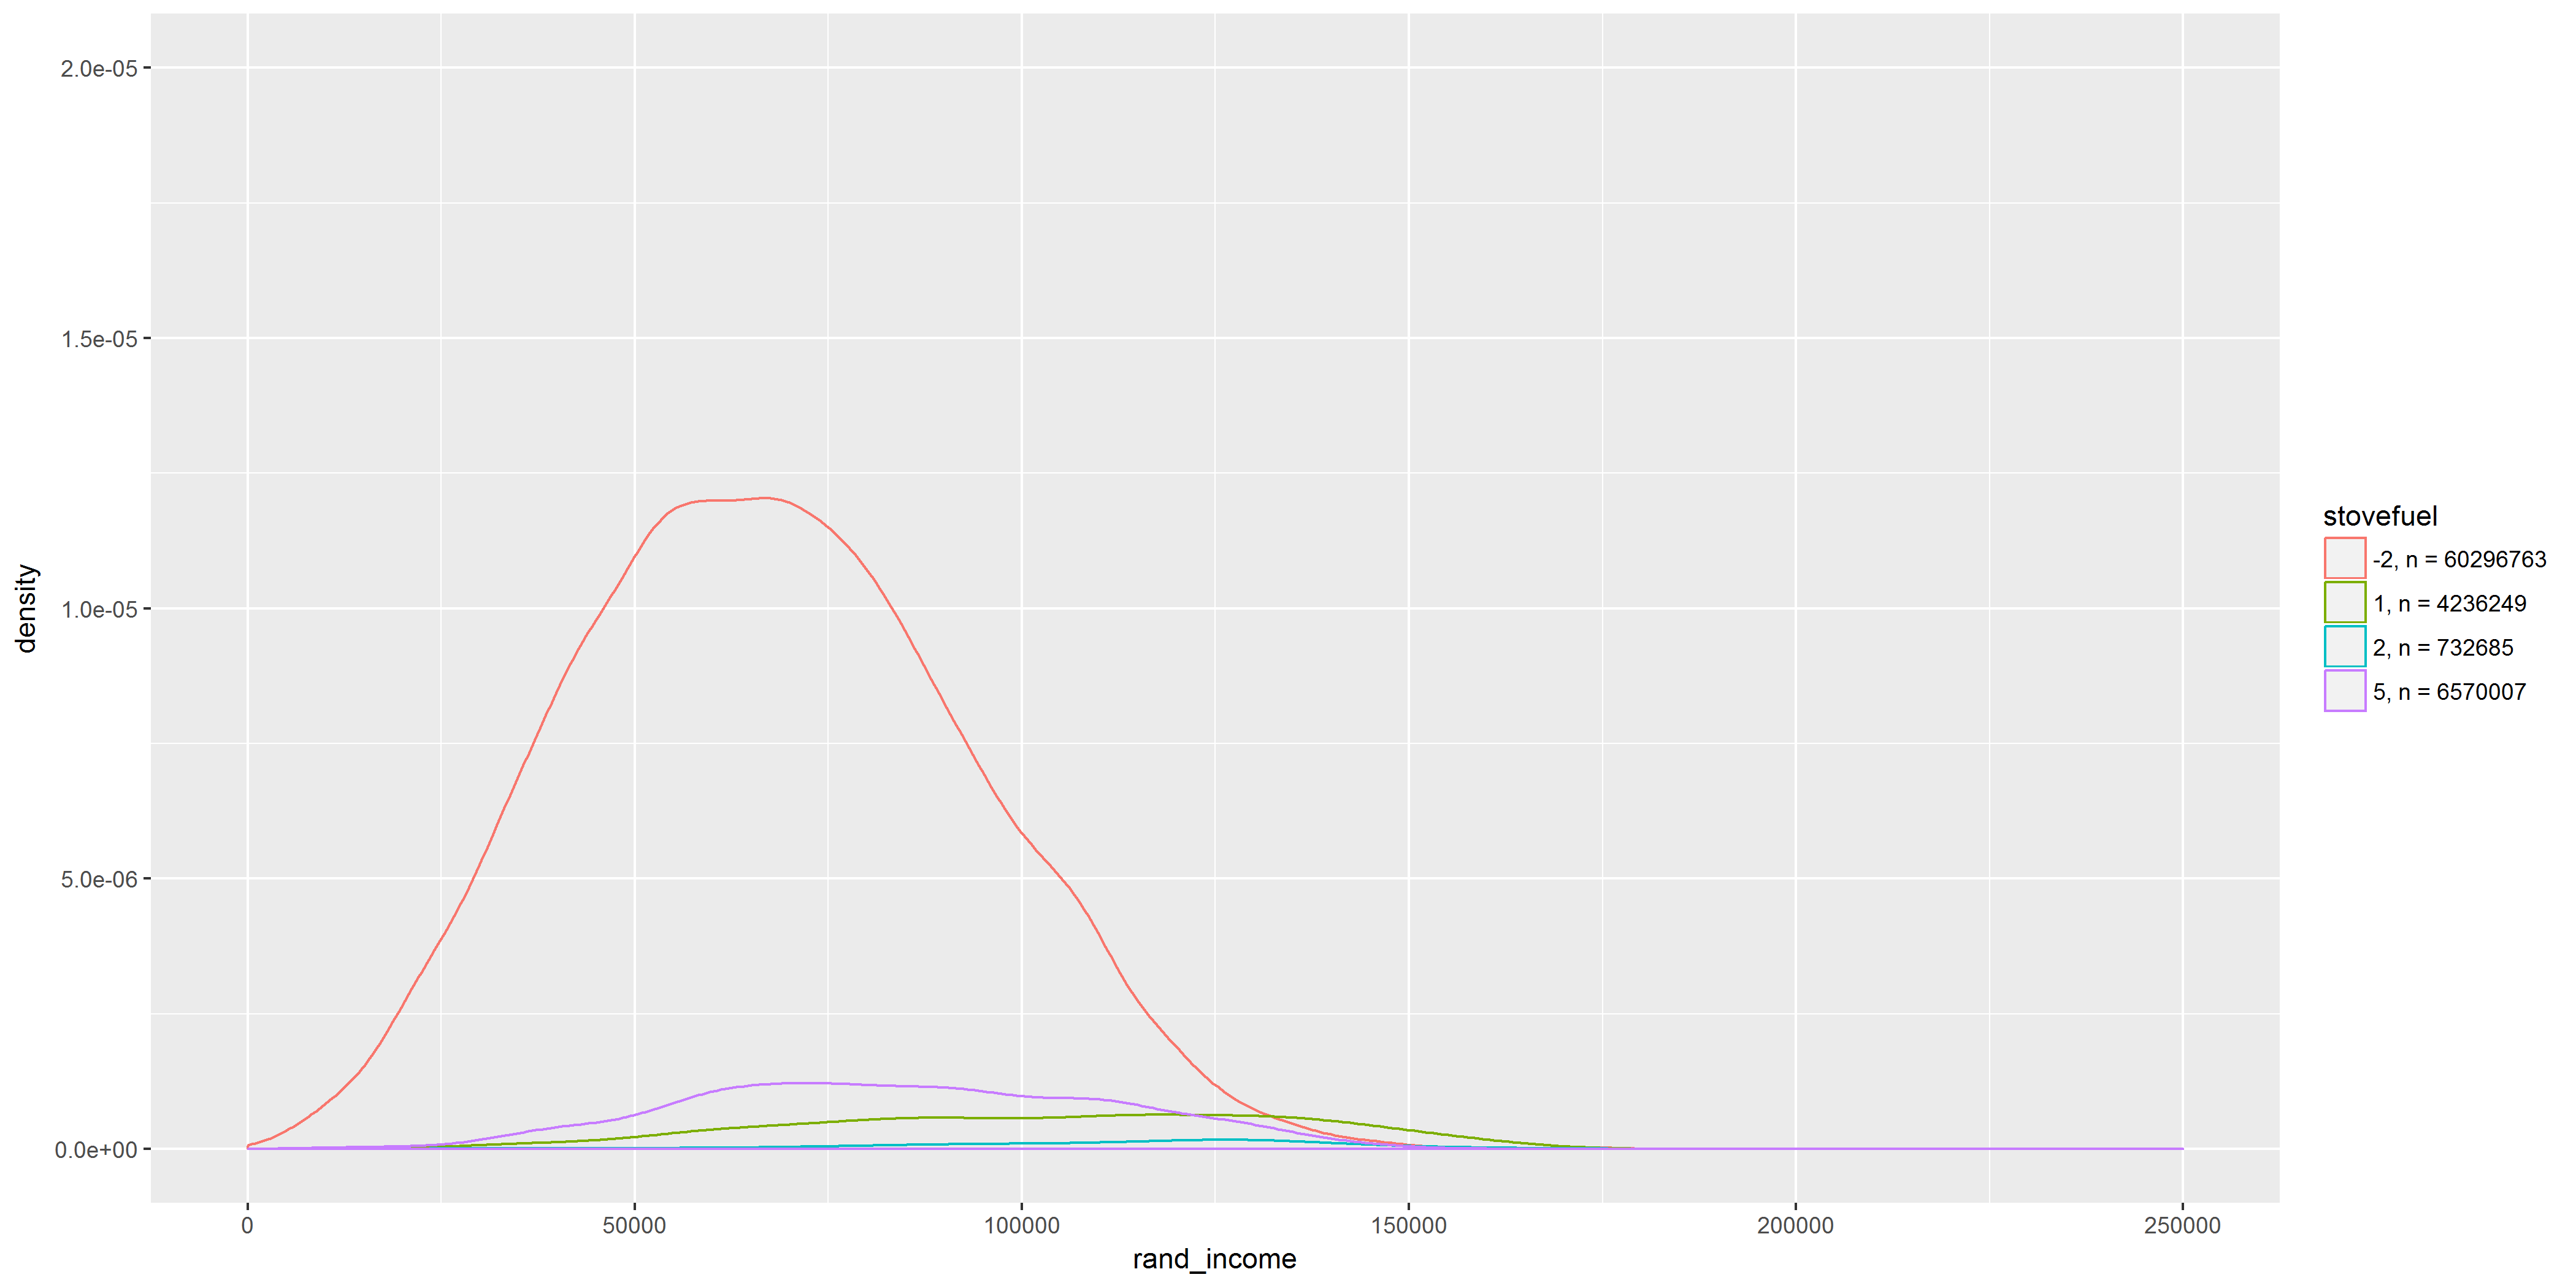 2.0e-05
1.5e-05
1.0e-05
5.0e-06
0.0e+00
density
0 50000 100000 150000 200000 250000
rand_income
stovefuel
-2, n = 60296763
1, n = 4236249
2, n = 732685
5, n = 6570007